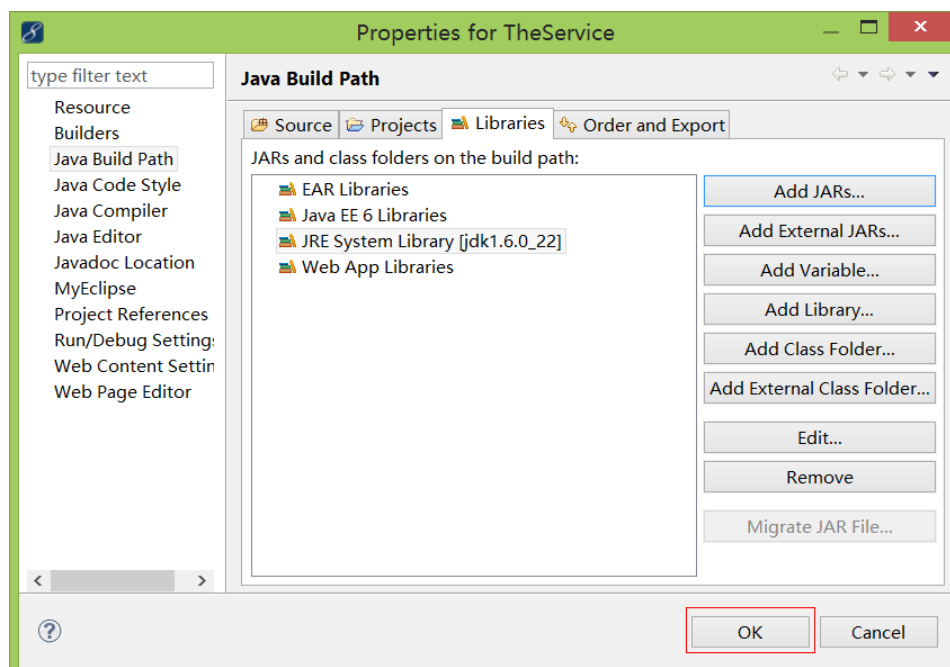 Properties for TheService
type filter text
Resource
Builders
Java Build Path
Java Code Style
Java Compiler
Java Editor
Javadoc Location
MyEclipse
Project References
Run/Debug Settings
Web Content Settin
Web Page Editor
Java Build Path
Source Projects Libraries Order and Export
JARs and class folders on the build path:
EAR Libraries
Java EE 6 Libraries
JRE System Library [jdk1.6.0_22]
Web App Libraries
Add JARs...
Add External JARs...
Add Variable...
Add Library...
Add Class Folder...
Add External Class Folder...
Edit...
Remove
Migrate JAR File...
OK Cancel